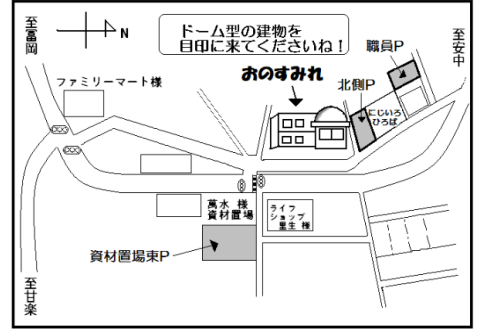 至富岡
N
ドーム型の建物を
目印に来てくださいね！
至安中
職員P
ファミリーマート様
おのすみれ
北側P
にじいろ
ひろば
萬水 様
資材置場
ライフ
ショップ
里生 様
資材置場東P
至甘楽